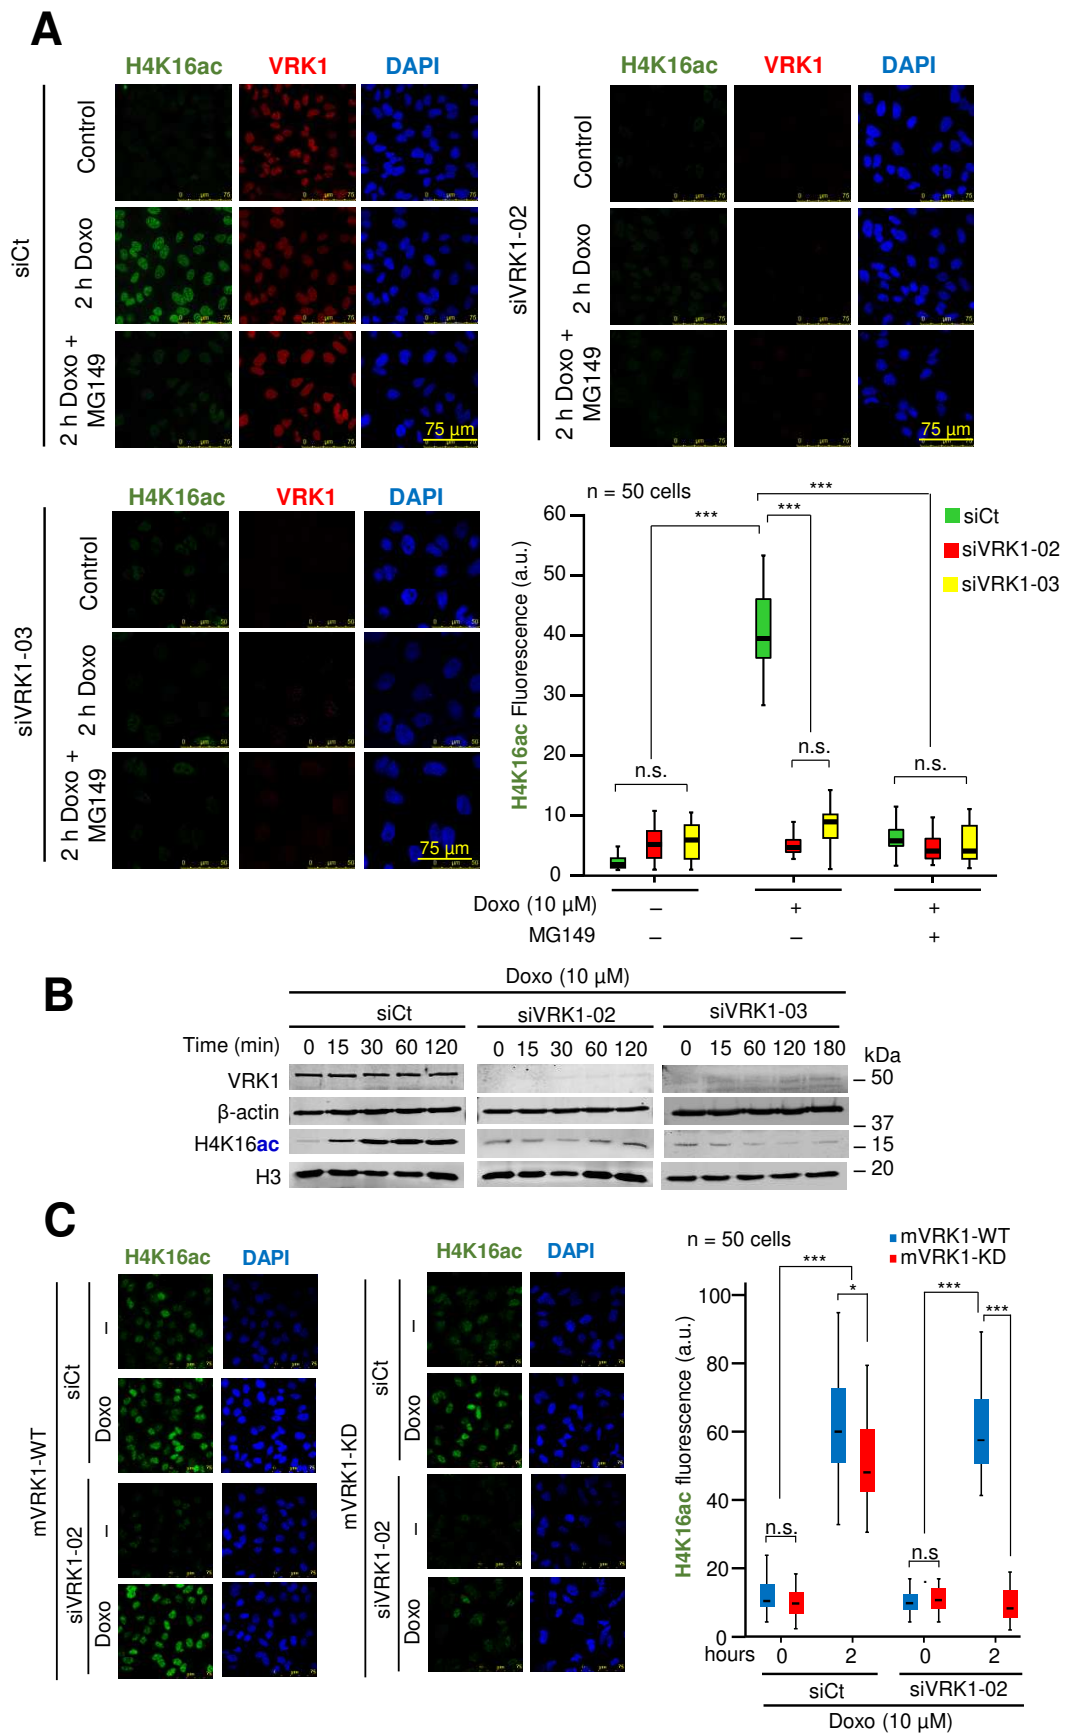 A
H4K16ac VRK1 DAPI
H4K16ac VRK1 DAPI
siCt
Control
2 h Doxo
2 h Doxo +
MG149
75 µm
siVRK1-02
Control
2 h Doxo
2 h Doxo +
MG149
75 µm
H4K16ac VRK1 DAPI
siVRK1-03
Control
2 h Doxo
2 h Doxo +
MG149
75 µm
n = 50 cells
***
***
***
siCt
siVRK1-02
siVRK1-03
H4K16ac Fluorescence (a.u.)
60
50
40
30
20
10
0
n.s.
n.s.
n.s.
Doxo (10 µM) – + +
MG149 – – +
B
Doxo (10 µM)
siCt siVRK1-02 siVRK1-03
Time (min) 0 15 30 60 120 0 15 30 60 120 0 15 60 120 180 kDa
VRK1 – 50
β-actin
– 37
H4K16ac – 15
H3 – 20
C
H4K16ac DAPI
mVRK1-WT
siCt
–
Doxo
siVRK1-02
–
Doxo
H4K16ac DAPI
mVRK1-KD
siCt
–
Doxo
siVRK1-02
–
Doxo
n = 50 cells
mVRK1-WT
mVRK1-KD
***
*
***
***
H4K16ac fluorescence (a.u.)
100
80
60
40
20
0
n.s.
n.s
hours 0 2 0 2
siCt siVRK1-02
Doxo (10 µM)